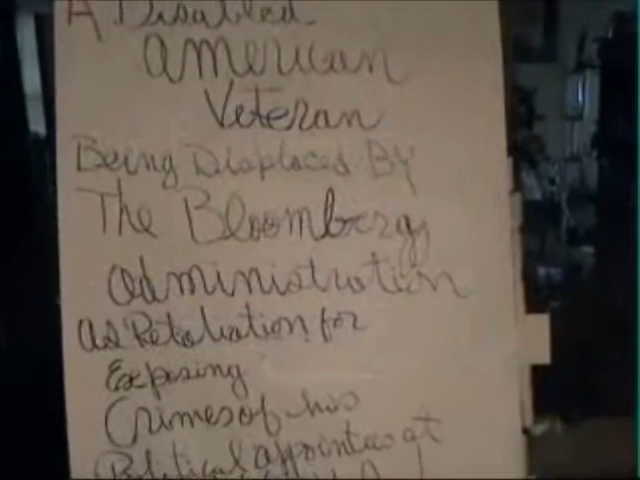 A Disabled
American
Veteran
Being Displaced By
The Bloomberg
administration
as Retaliation for
Exposing
Crimes of his
Political appointees at